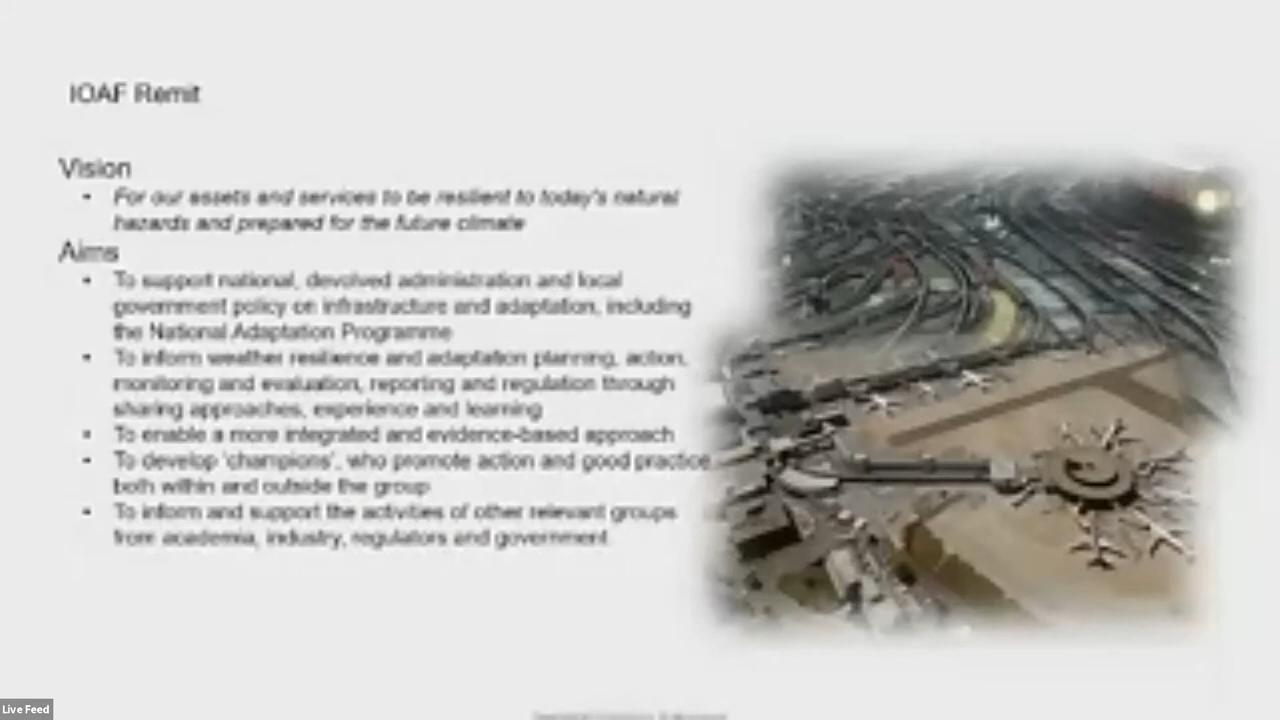 IOAF Remit
Vision
• For our assets and services to be resilient to today's natural
hazards and prepared for the future climate
Aims
• To support national, devolved administration and local
government policy on infrastructure and adaptation, including
the National Adaptation Programme
• To inform weather resilience and adaptation planning, action,
monitoring and evaluation, reporting and regulation through
sharing approaches, experience and learning
• To enable a more integrated and evidence-based approach
• To develop 'champions', who promote action and good practice
both within and outside the group
• To inform and support the activities of other relevant groups
from academia, industry, regulators and government
Live Feed